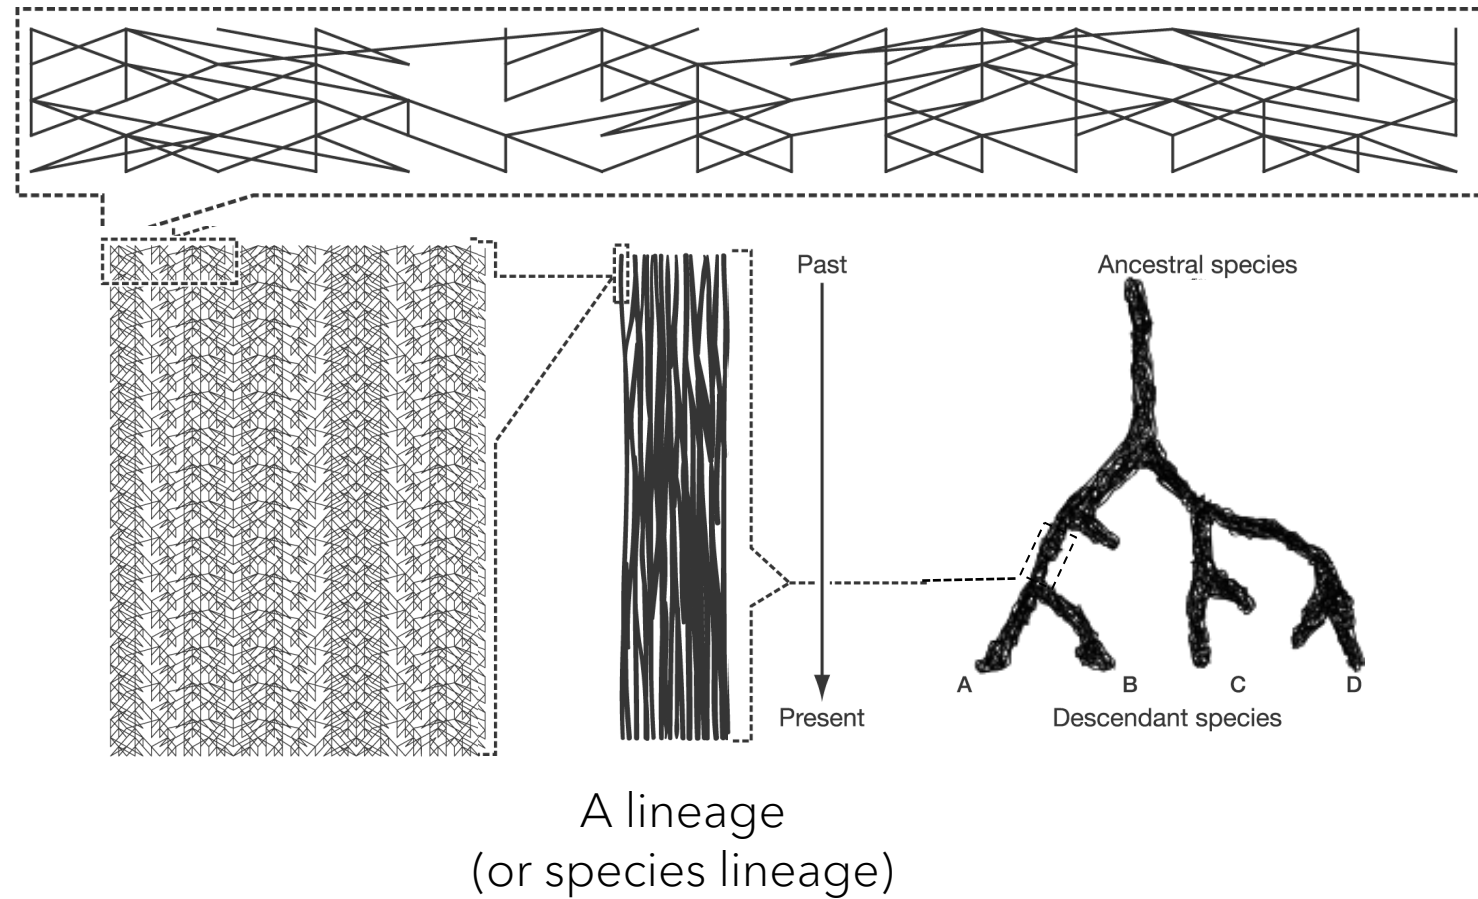 Past
Ancestral species
A
B
C
D
Present
Descendant species
A lineage
(or species lineage)